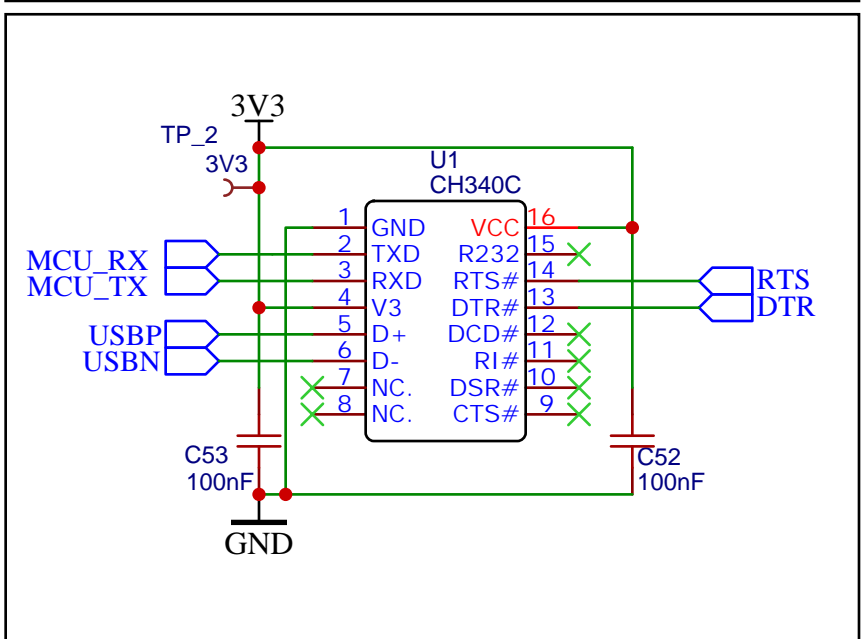 3V3
TP_2
3V3
U1
CH340C
1 GND VCC 16
2 TXD R232 15
3 RXD RTS# 14
4 V3 DTR# 13
5 D+ DCD# 12
6 D- RI# 11
7 NC. DSR# 10
8 NC. CTS# 9
MCU_RX
MCU_TX
USBP
USBN
RTS
DTR
C53
100nF
C52
100nF
GND